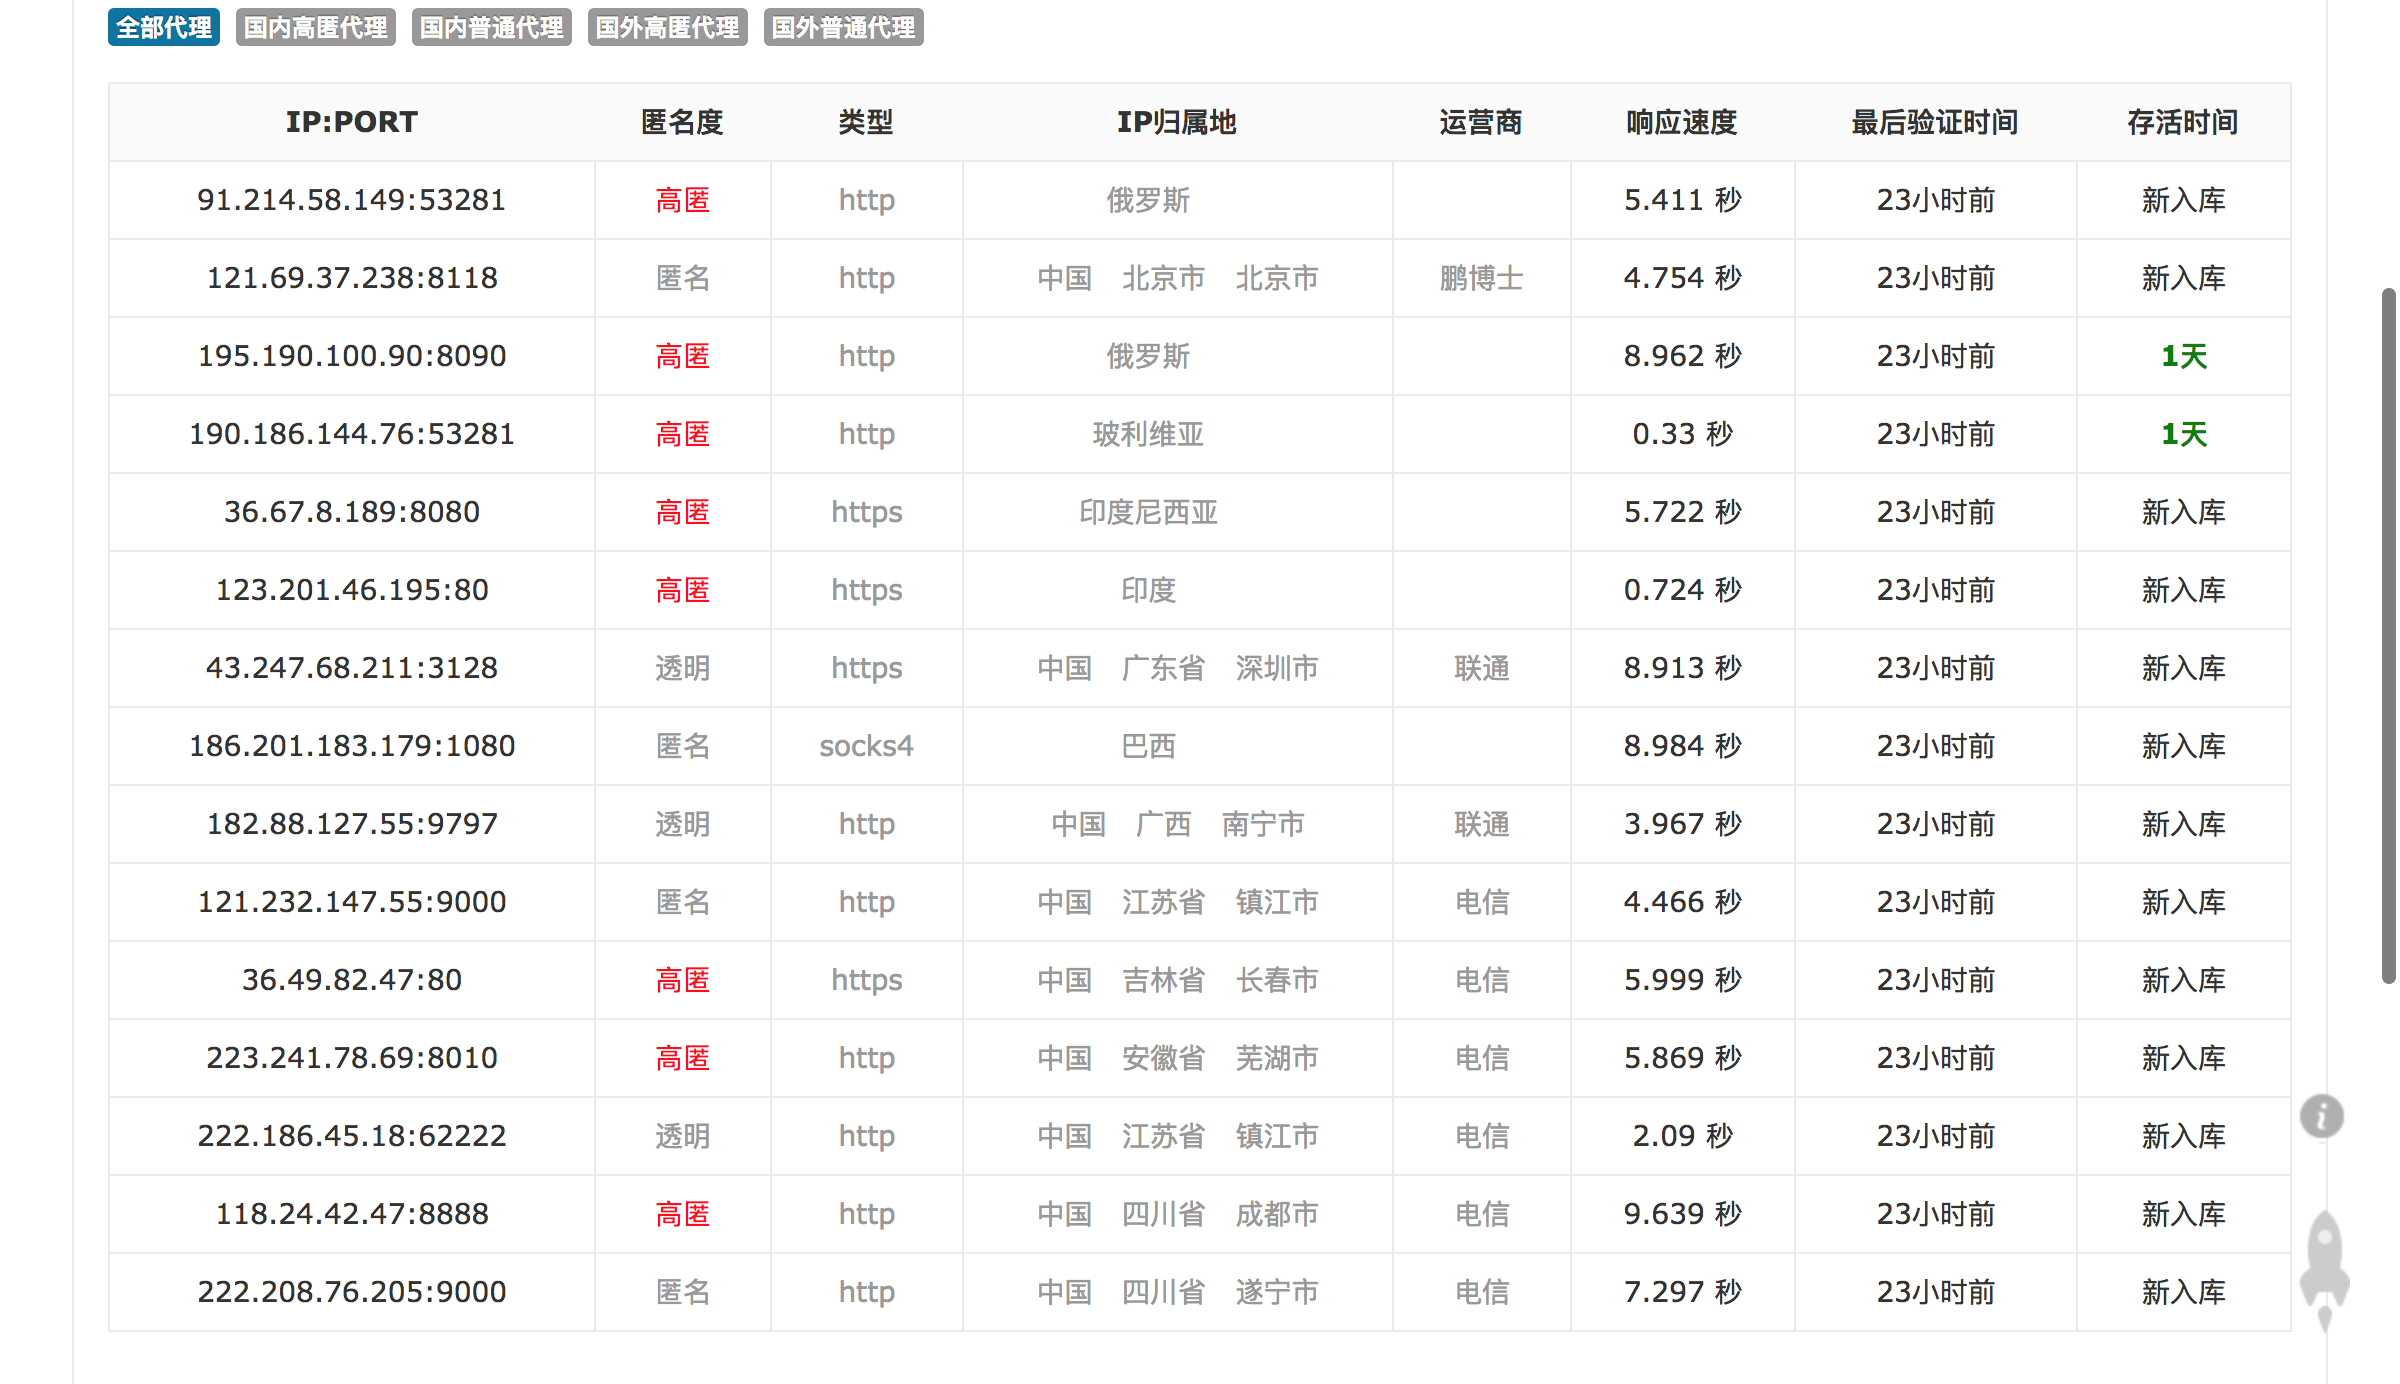 全部代理 国内高匿代理 国内普通代理 国外高匿代理 国外普通代理
IP:PORT 匿名度 类型 IP归属地 运营商 响应速度 最后验证时间 存活时间
91.214.58.149:53281 高匿 http 俄罗斯 5.411 秒 23小时前 新入库
121.69.37.238:8118 匿名 http 中国 北京市 北京市 鹏博士 4.754 秒 23小时前 新入库
195.190.100.90:8090 高匿 http 俄罗斯 8.962 秒 23小时前 1天
190.186.144.76:53281 高匿 http 玻利维亚 0.33 秒 23小时前 1天
36.67.8.189:8080 高匿 https 印度尼西亚 5.722 秒 23小时前 新入库
123.201.46.195:80 高匿 https 印度 0.724 秒 23小时前 新入库
43.247.68.211:3128 透明 https 中国 广东省 深圳市 联通 8.913 秒 23小时前 新入库
186.201.183.179:1080 匿名 socks4 巴西 8.984 秒 23小时前 新入库
182.88.127.55:9797 透明 http 中国 广西 南宁市 联通 3.967 秒 23小时前 新入库
121.232.147.55:9000 匿名 http 中国 江苏省 镇江市 电信 4.466 秒 23小时前 新入库
36.49.82.47:80 高匿 https 中国 吉林省 长春市 电信 5.999 秒 23小时前 新入库
223.241.78.69:8010 高匿 http 中国 安徽省 芜湖市 电信 5.869 秒 23小时前 新入库
222.186.45.18:62222 透明 http 中国 江苏省 镇江市 电信 2.09 秒 23小时前 新入库
118.24.42.47:8888 高匿 http 中国 四川省 成都市 电信 9.639 秒 23小时前 新入库
222.208.76.205:9000 匿名 http 中国 四川省 遂宁市 电信 7.297 秒 23小时前 新入库